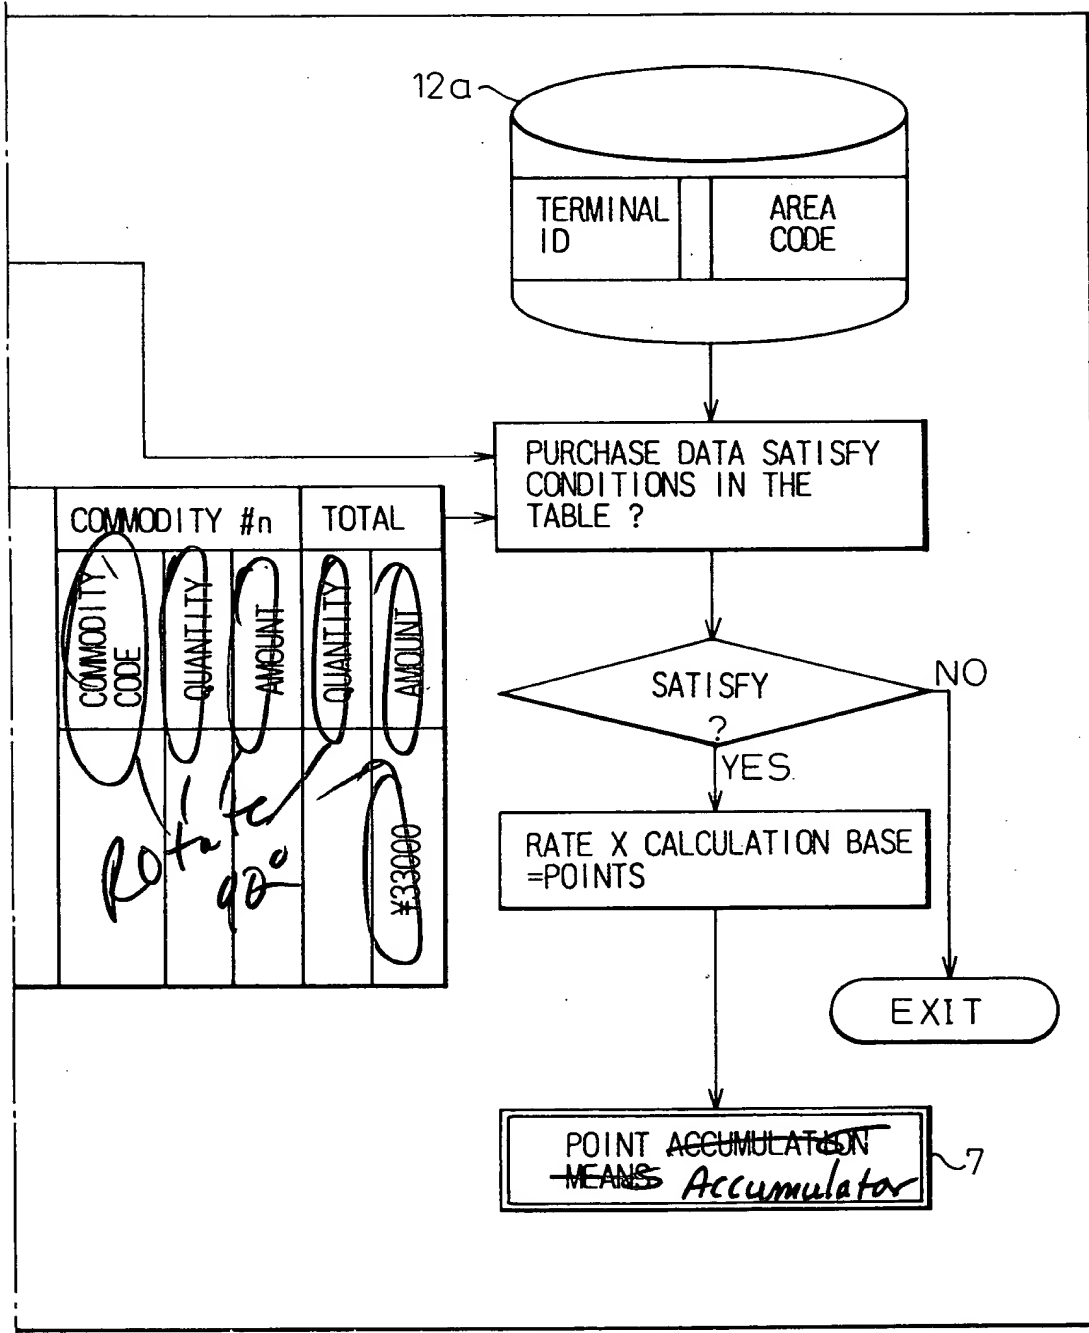 12a
TERMINAL
ID
AREA
CODE
PURCHASE DATA SATISFY
CONDITIONS IN THE
TABLE ?
COMMODITY #n
TOTAL
COMMODITY
CODE
QUANTITY
AMOUNT
QUANTITY
AMOUNT
¥33000
Rotate
90°
SATISFY
?
NO
YES
RATE X CALCULATION BASE
=POINTS
EXIT
POINT ACCUMULATION
MEANS Accumulator
7